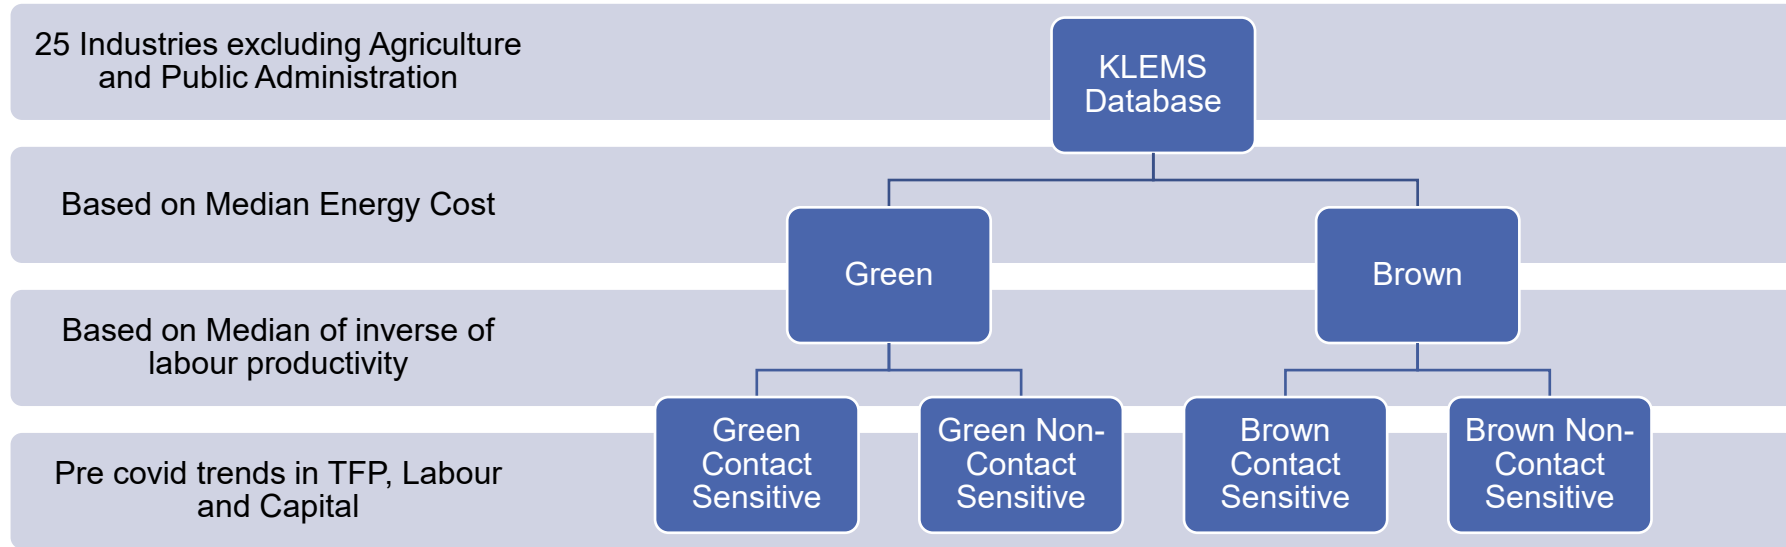 25 Industries excluding Agriculture
and Public Administration
KLEMS
Database
Based on Median Energy Cost
Green
Brown
Based on Median of inverse of
labour productivity
Green
Contact
Sensitive
Green Non-
Contact
Sensitive
Brown
Contact
Sensitive
Brown Non-
Contact
Sensitive
Pre covid trends in TFP, Labour
and Capital